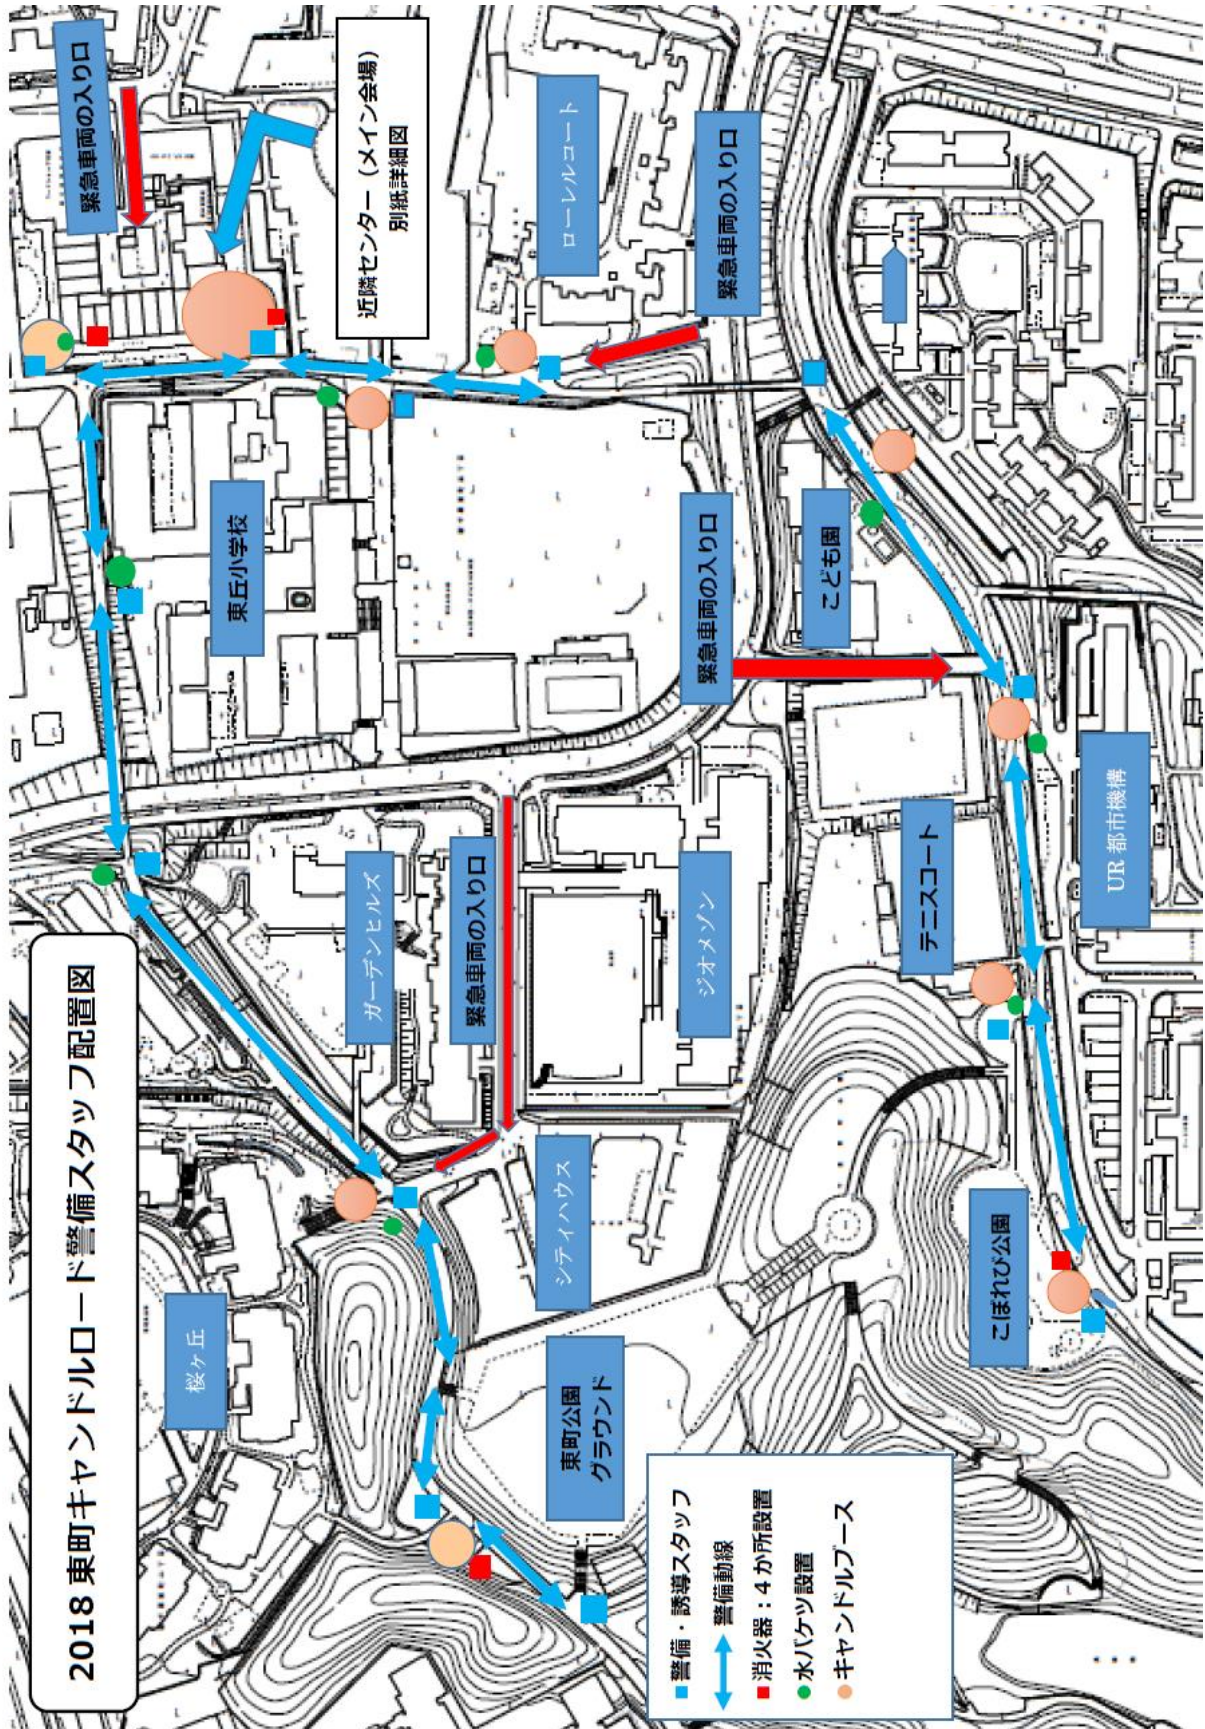 2018 東町キャンドルロード警備スタッフ配置図
桜ヶ丘
ガーデンヒルズ
東丘小学校
緊急車両の入り口
近隣センター（メイン会場）
別紙詳細図
緊急車両の入り口
シティハウス
ジオメゾン
ローレルコート
東町公園
グラウンド
緊急車両の入り口
緊急車両の入り口
こども園
テニスコート
こぼれび公園
UR 都市機構
警備・誘導スタッフ
警備動線
消火器：4 か所設置
水バケツ設置
キャンドルブース